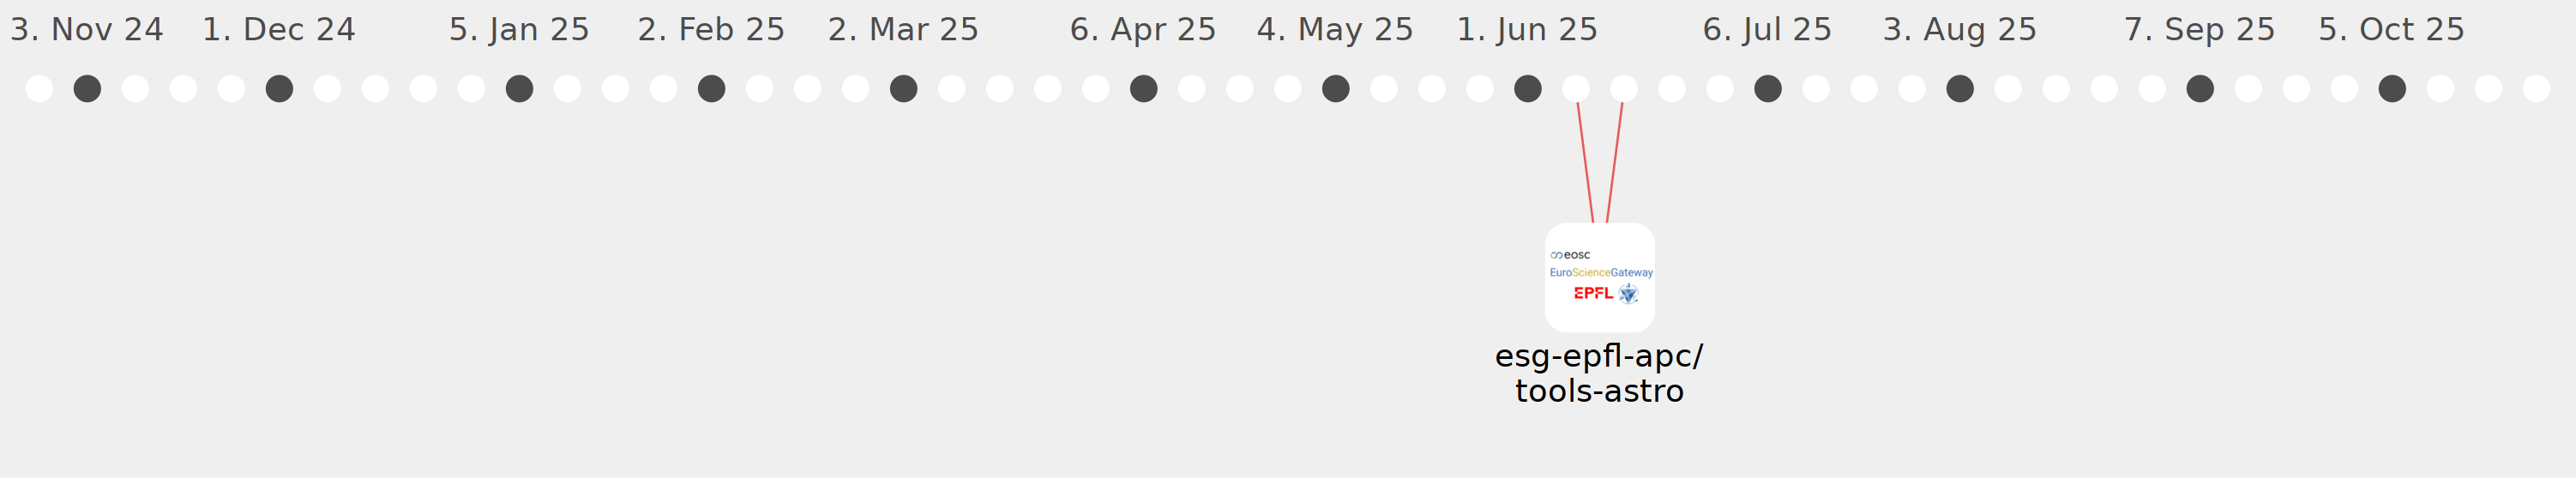 3. Nov 24 1. Dec 24 5. Jan 25 2. Feb 25 2. Mar 25 6. Apr 25 4. May 25 1. Jun 25 6. Jul 25 3. Aug 25 7. Sep 25 5. Oct 25
eosc
EuroScienceGateway
EPFL
esg-epfl-apc/
tools-astro